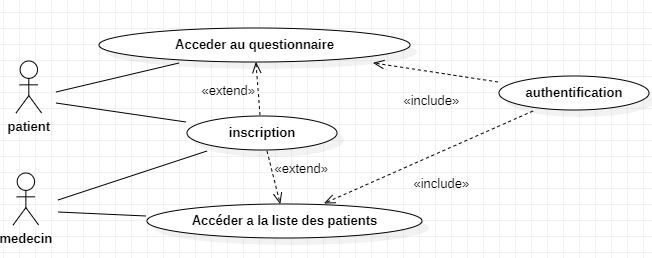 Acceder au questionnaire
«extend»
«include»
authentification
patient
inscription
«extend»
«include»
Accéder a la liste des patients
medecin